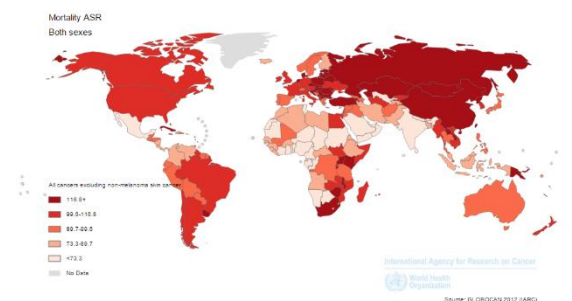 Mortality ASR
Both sexes
All cancers excluding non-melanoma skin cancer
118.8+
99.6-118.8
89.7-99.6
73.3-89.7
<73.3
No Data
International Agency for Research on Cancer
World Health
Organization
Source: GLOBOCAN 2012 (IARC)